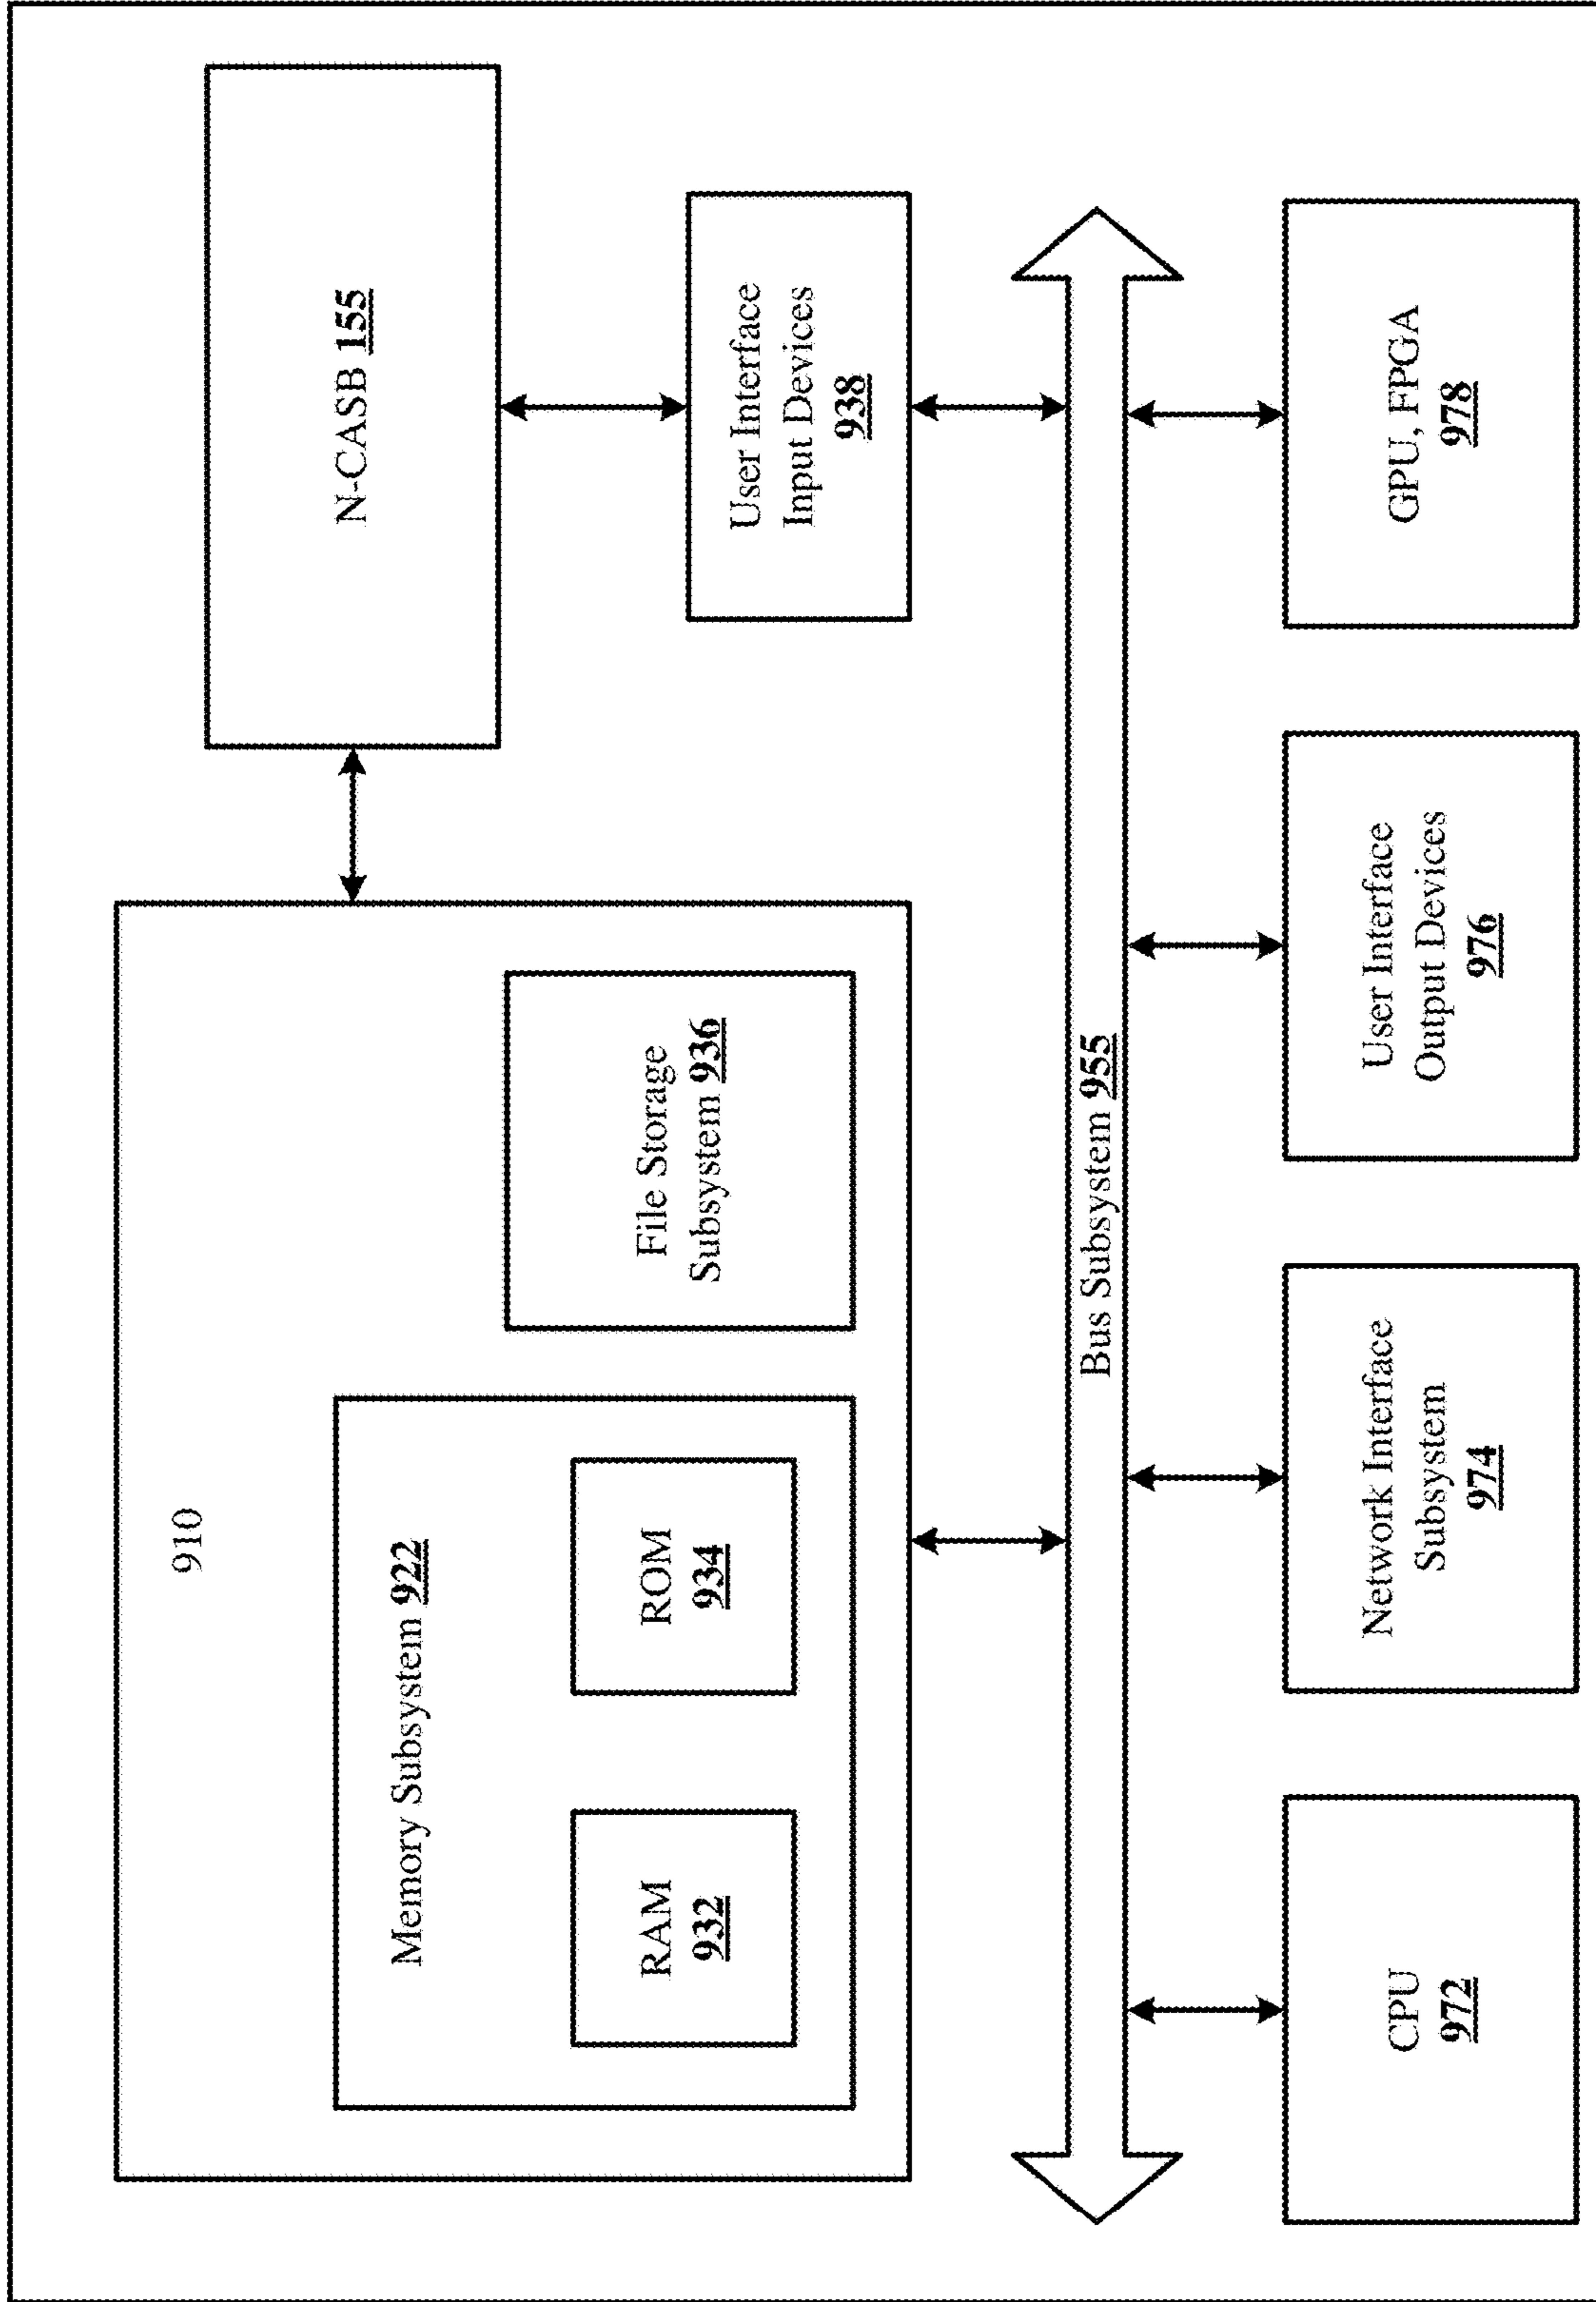 910
N-CASB 155
Memory Subsystem 922
File Storage
Subsystem 936
RAM
932
ROM
934
User Interface
Input Devices
938
Bus Subsystem 955
CPU
972
Network Interface
Subsystem
974
User Interface
Output Devices
976
GPU, FPGA
978